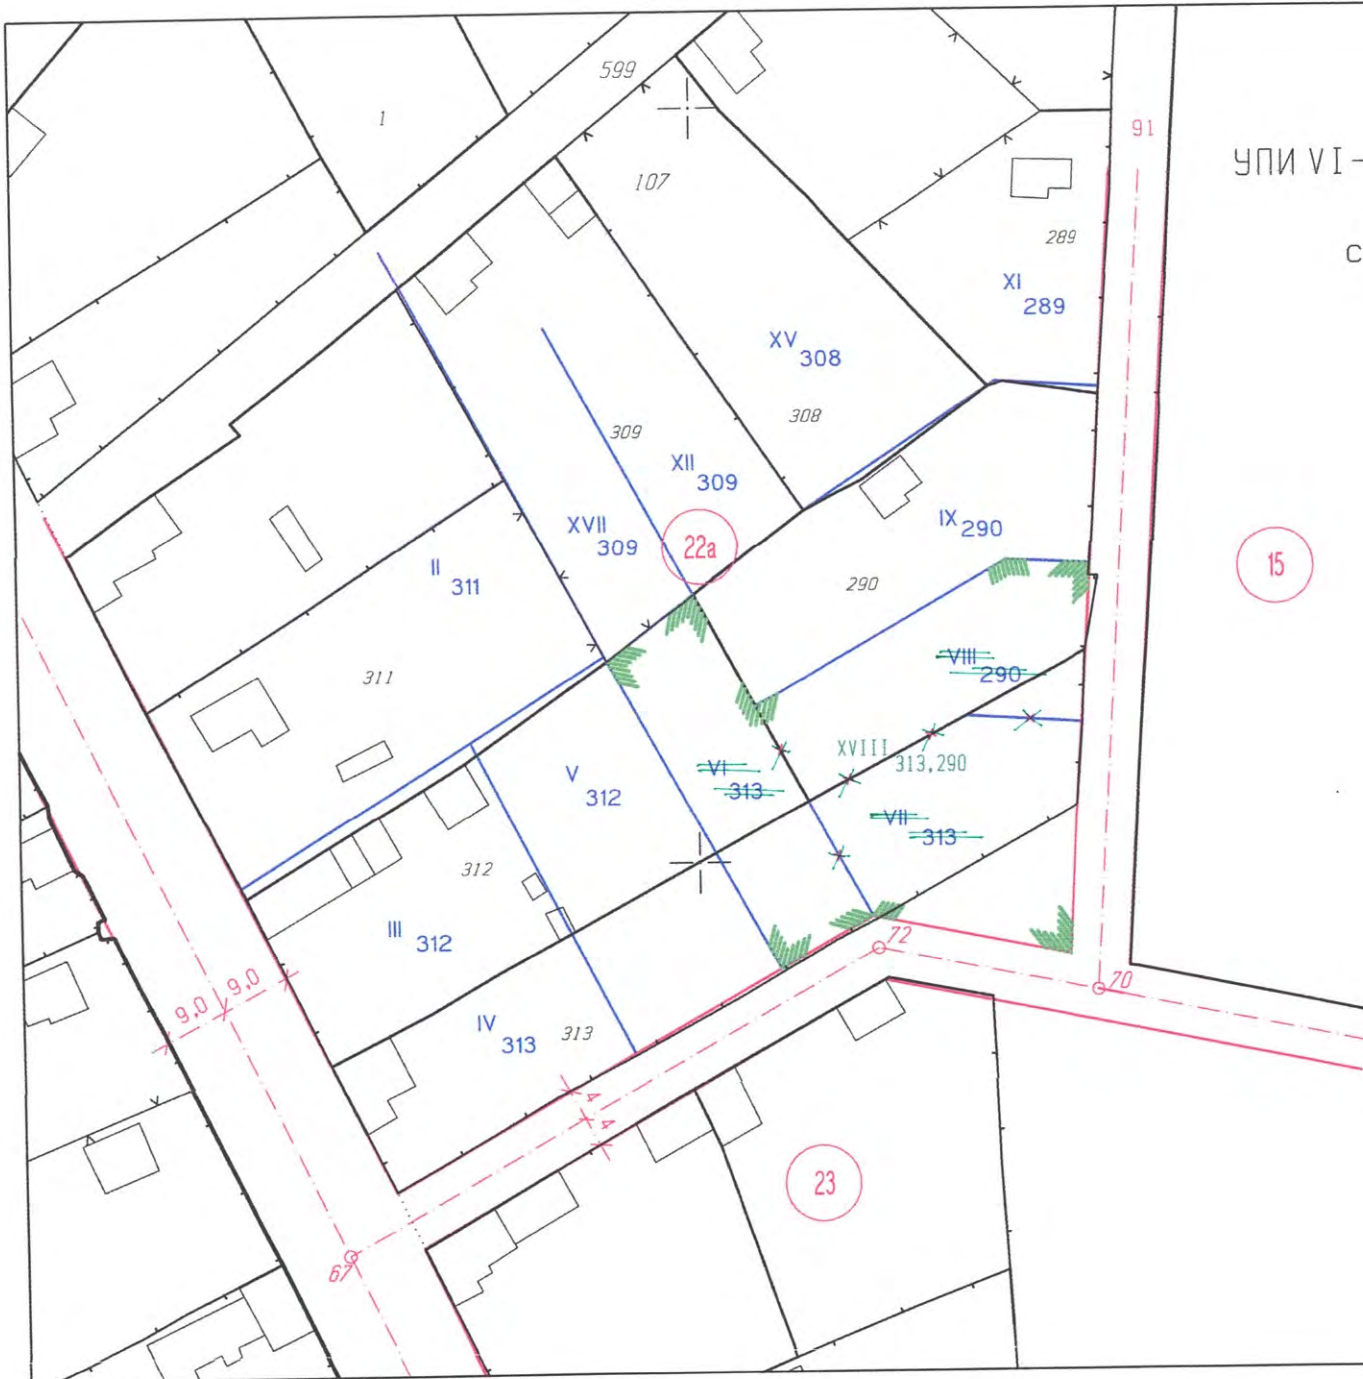 599
1
91
УПИ VI-
107
289
С
XI 289
XV 308
308
309
XII 309
IX 290
XVII 309
22а
15
II 311
290
VIII 290
311
XVIII 313,290
V 312
VI 313
VII 313
312
III 312
72
70
9,0 9,0
IV 313
313
4
4
23
67